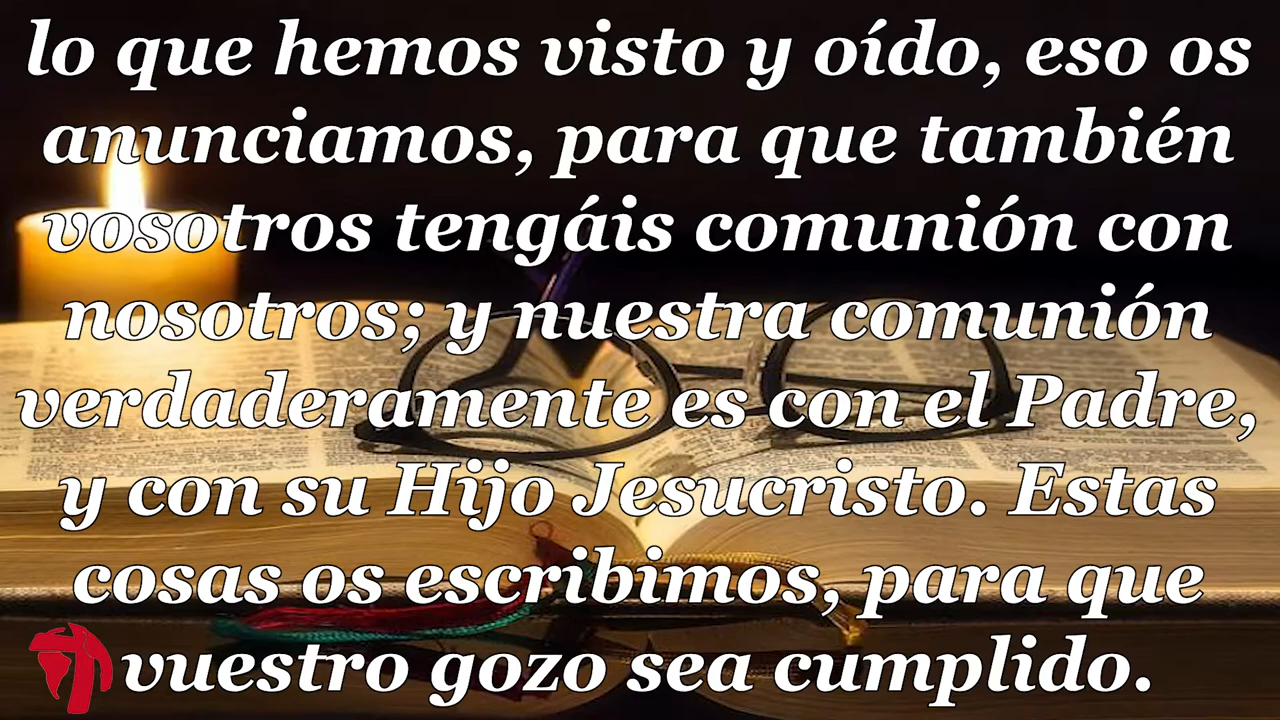 lo que hemos visto y oído, eso os
anunciamos, para que también
vosotros tengáis comunión con
nosotros; y nuestra comunión
verdaderamente es con el Padre,
y con su Hijo Jesucristo. Estas
cosas os escribimos, para que
vuestro gozo sea cumplido.